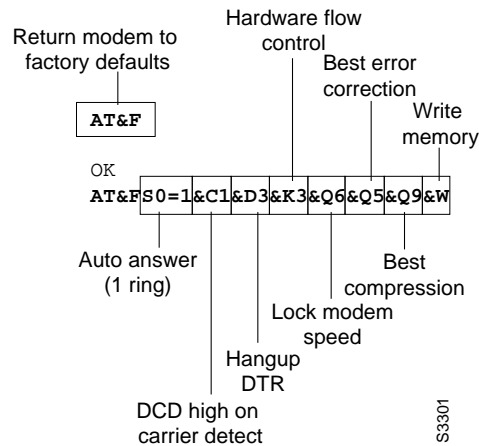 Return modem to
factory defaults
AT&F
Hardware flow
control
Best error
correction
Write
memory
OK
AT&FS0=1&C1&D3&K3&Q6&Q5&Q9&W
Auto answer
(1 ring)
DCD high on
carrier detect
Hangup
DTR
Lock modem
speed
Best
compression
S3301